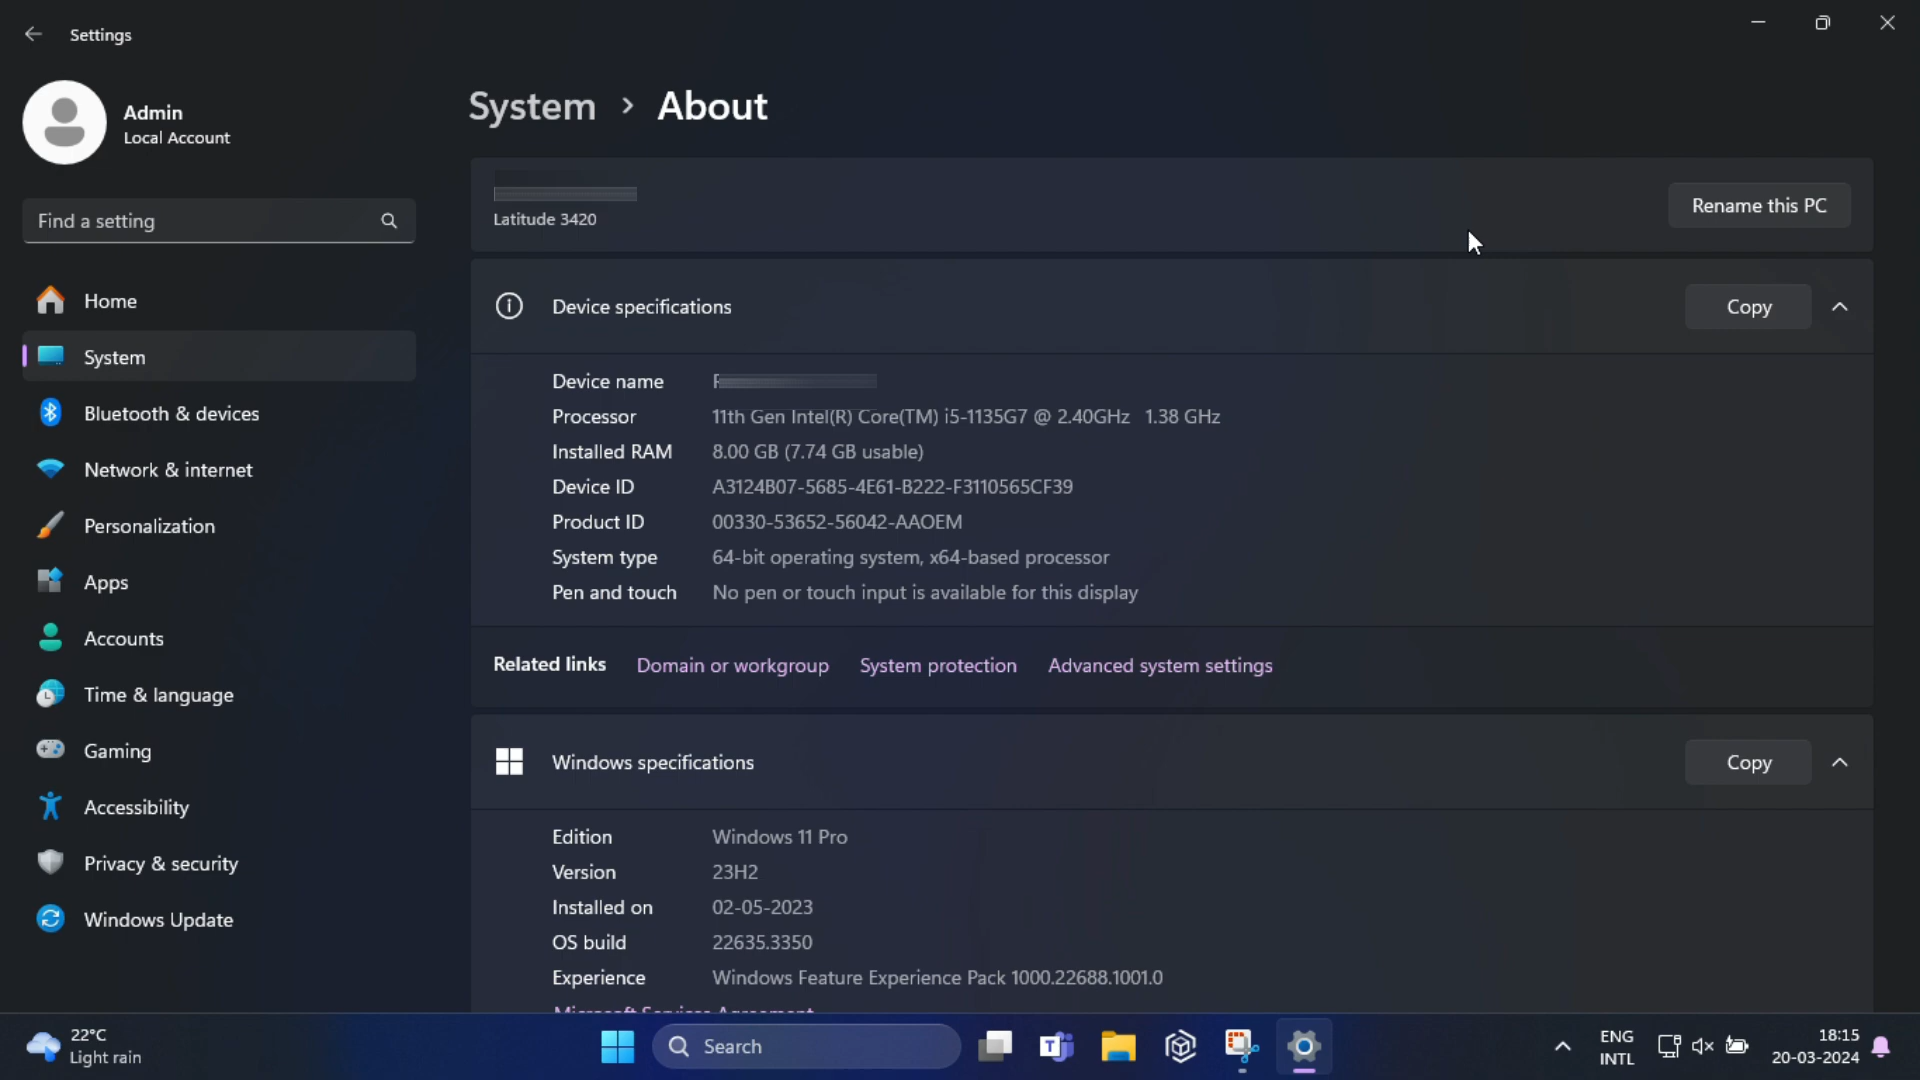 Settings
Admin
Local Account
Find a setting
Home
System
Bluetooth & devices
Network & internet
Personalization
Apps
Accounts
Time & language
Gaming
Accessibility
Privacy & security
Windows Update
System > About
Latitude 3420
Rename this PC
Device specifications
Copy
Device name
Processor 11th Gen Intel(R) Core(TM) i5-1135G7 @ 2.40GHz 1.38 GHz
Installed RAM 8.00 GB (7.74 GB usable)
Device ID A3124B07-5685-4E61-B222-F3110565CF39
Product ID 00330-53652-56042-AAOEM
System type 64-bit operating system, x64-based processor
Pen and touch No pen or touch input is available for this display
Related links Domain or workgroup System protection Advanced system settings
Windows specifications
Copy
Edition Windows 11 Pro
Version 23H2
Installed on 02-05-2023
OS build 22635.3350
Experience Windows Feature Experience Pack 1000.22688.1001.0
Microsoft Services Agreement
22°C
Light rain
Search
ENG
INTL
18:15
20-03-2024